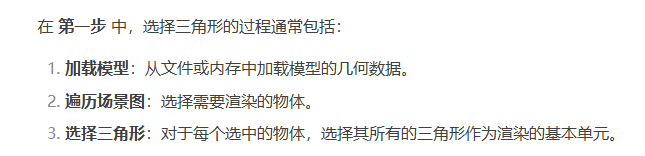 在 第一步 中，选择三角形的过程通常包括：
1. 加载模型：从文件或内存中加载模型的几何数据。
2. 遍历场景图：选择需要渲染的物体。
3. 选择三角形：对于每个选中的物体，选择其所有的三角形作为渲染的基本单元。